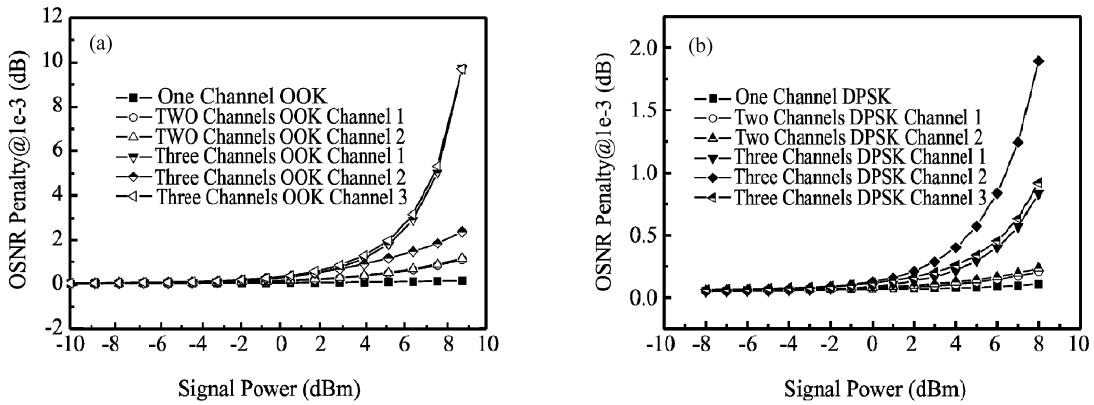 (a)
OSNR Penalty@1e-3 (dB)
12
10
8
6
4
2
0
-2
One Channel OOK
TWO Channels OOK Channel 1
TWO Channels OOK Channel 2
Three Channels OOK Channel 1
Three Channels OOK Channel 2
Three Channels OOK Channel 3
-10 -8 -6 -4 -2 0 2 4 6 8 10
Signal Power (dBm)
(b)
OSNR Penalty@1e-3 (dB)
2.0
1.5
1.0
0.5
0.0
One Channel DPSK
Two Channels DPSK Channel 1
Two Channels DPSK Channel 2
Three Channels DPSK Channel 1
Three Channels DPSK Channel 2
Three Channels DPSK Channel 3
-10 -8 -6 -4 -2 0 2 4 6 8 10
Signal Power (dBm)